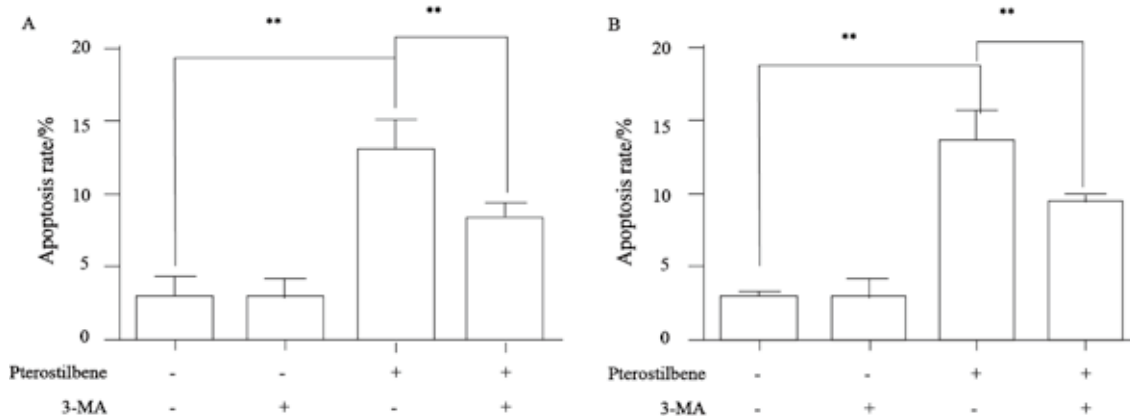 A
**
**
20
15
10
5
0
Apoptosis rate/%
Pterostilbene - - + +
3-MA - + - +
B
**
**
20
15
10
5
0
Apoptosis rate/%
Pterostilbene - - + +
3-MA - + - +